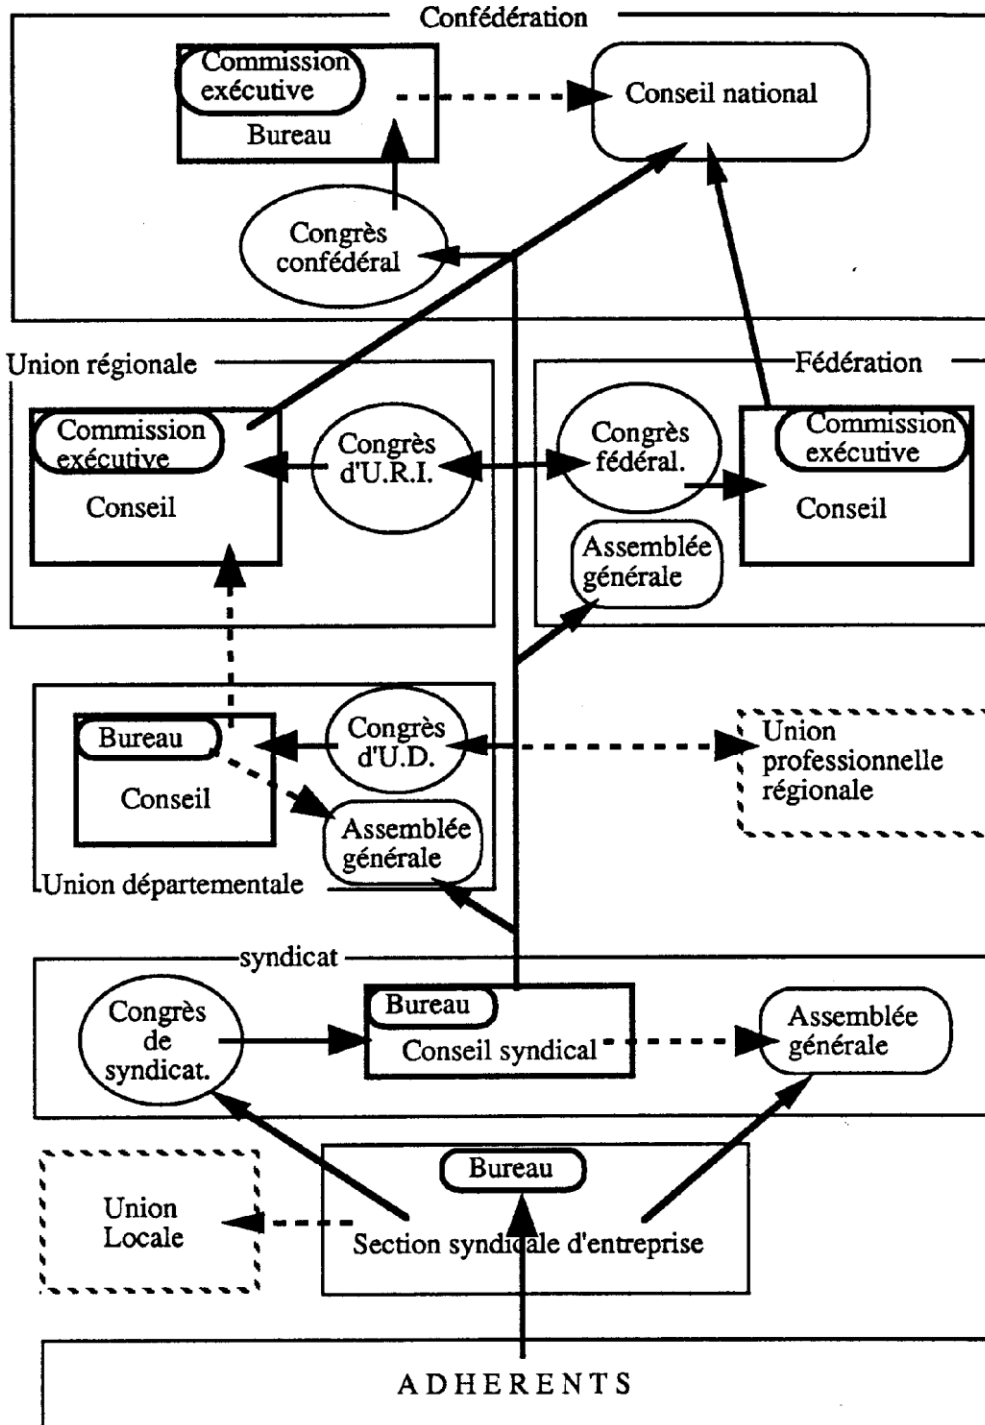 Confédération
Commission
exécutive
Bureau
Conseil national
Congrès
confédéral
Union régionale
Commission
exécutive
Conseil
Congrès
d'U.R.I.
Fédération
Congrès
fédéral.
Commission
exécutive
Conseil
Assemblée
générale
Bureau
Conseil
Congrès
d'U.D.
Assemblée
générale
Union départementale
Union
professionnelle
régionale
syndicat
Congrès
de
syndicat.
Bureau
Conseil syndical
Assemblée
générale
Union
Locale
Bureau
Section syndicale d'entreprise
ADHERENTS